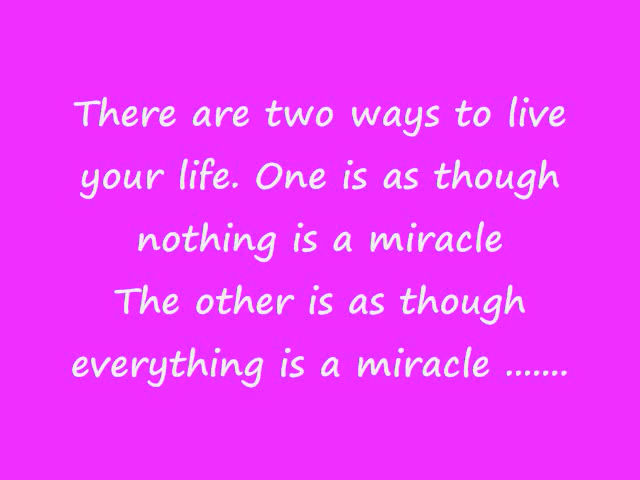 There are two ways to live
your life. One is as though
nothing is a miracle
The other is as though
everything is a miracle .......